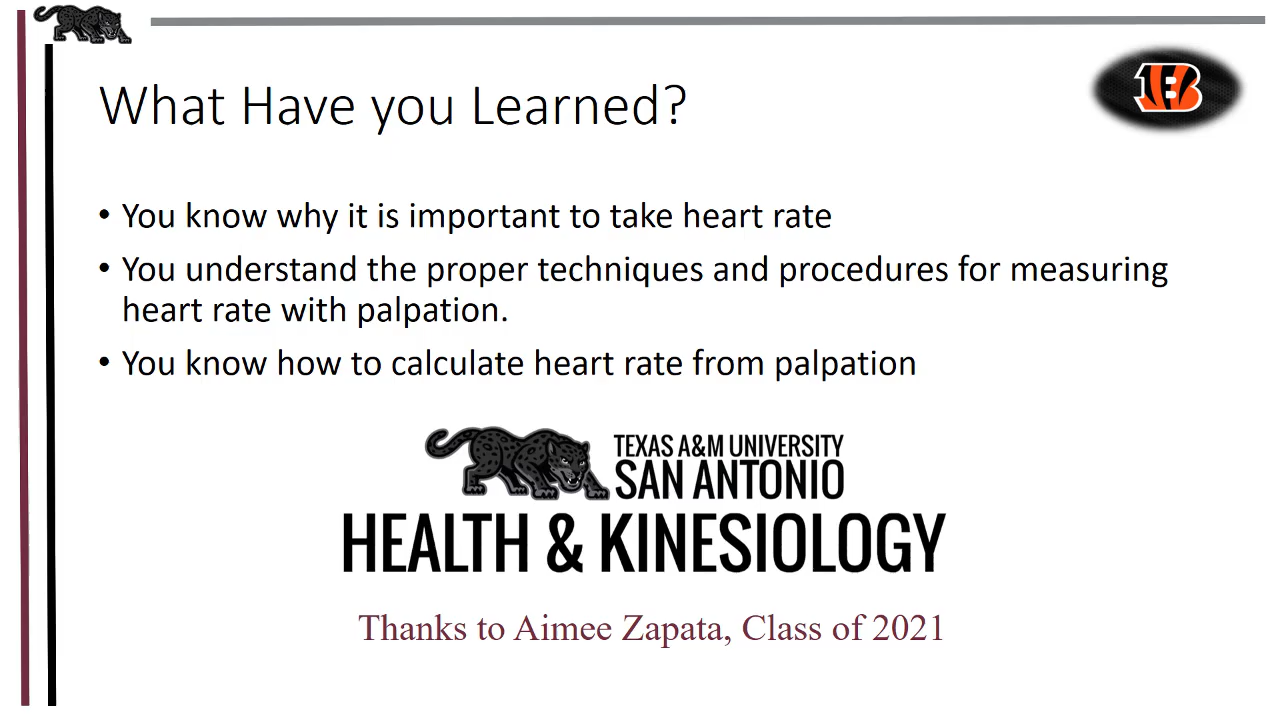 What Have you Learned?
• You know why it is important to take heart rate
• You understand the proper techniques and procedures for measuring
heart rate with palpation.
• You know how to calculate heart rate from palpation
TEXAS A&M UNIVERSITY
SAN ANTONIO
HEALTH & KINESIOLOGY
Thanks to Aimee Zapata, Class of 2021